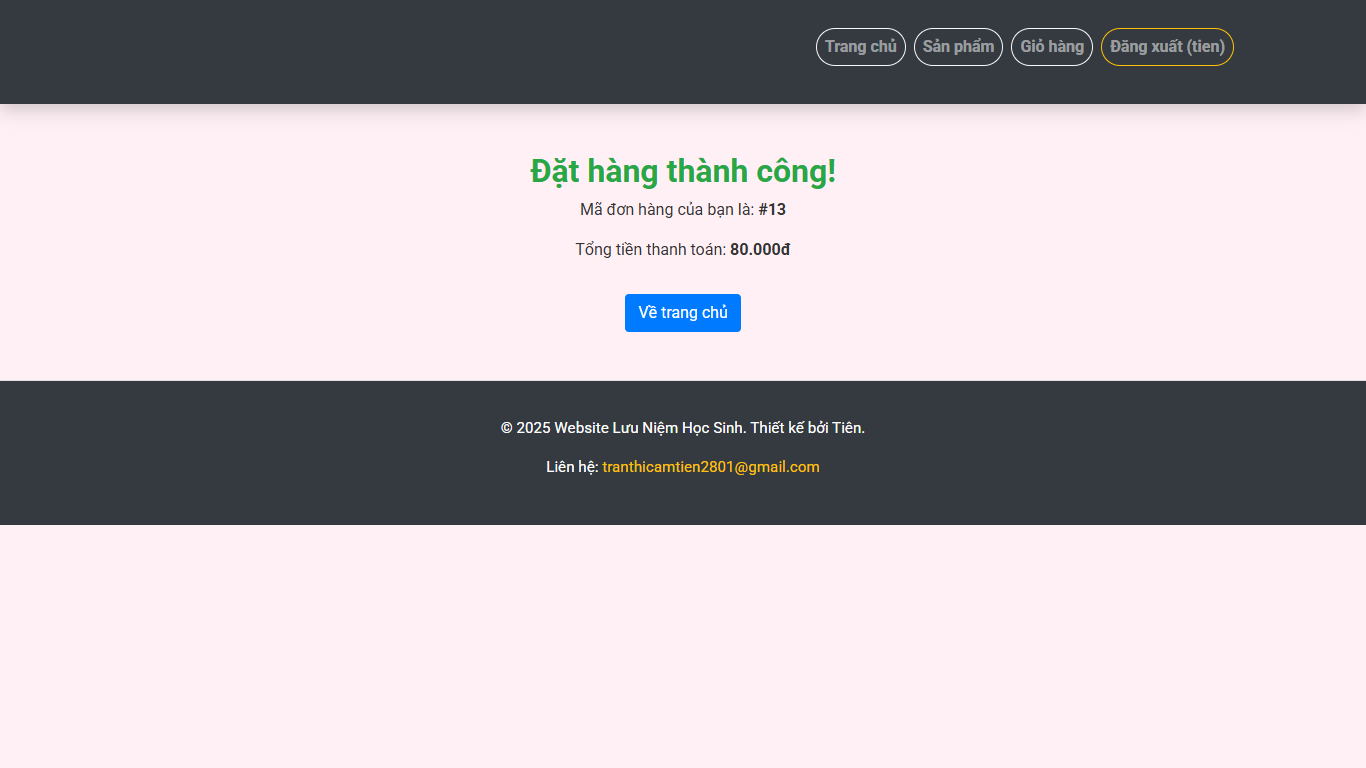 Trang chủ Sản phẩm Giỏ hàng Đăng xuất (tien)
Đặt hàng thành công!
Mã đơn hàng của bạn là: #13
Tổng tiền thanh toán: 80.000đ
Về trang chủ
© 2025 Website Lưu Niệm Học Sinh. Thiết kế bởi Tiên.
Liên hệ: tranthicamtien2801@gmail.com